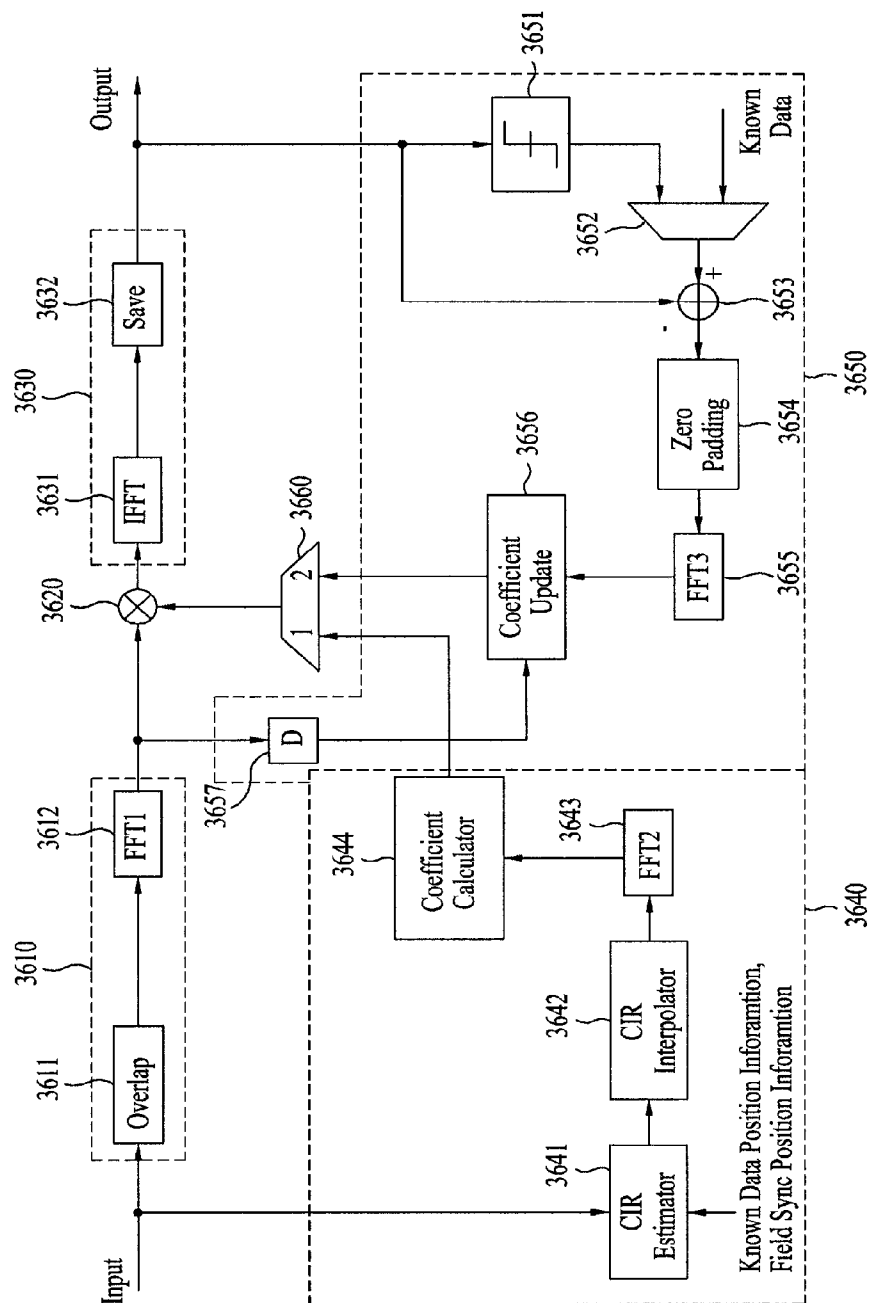 Input
Output
3610
3611
Overlap
3612
FFT1
3620
3630
3631
IFFT
3632
Save
3657
D
3660
1
2
3656
Coefficient
Update
3651
3652
Known
Data
+
-
3653
Zero
Padding
3654
FFT3
3655
3650
3644
Coefficient
Calculator
3643
FFT2
3642
CIR
Interpolator
3641
CIR
Estimator
3640
Known Data Position Inforamtion,
Field Sync Position Inforamtion